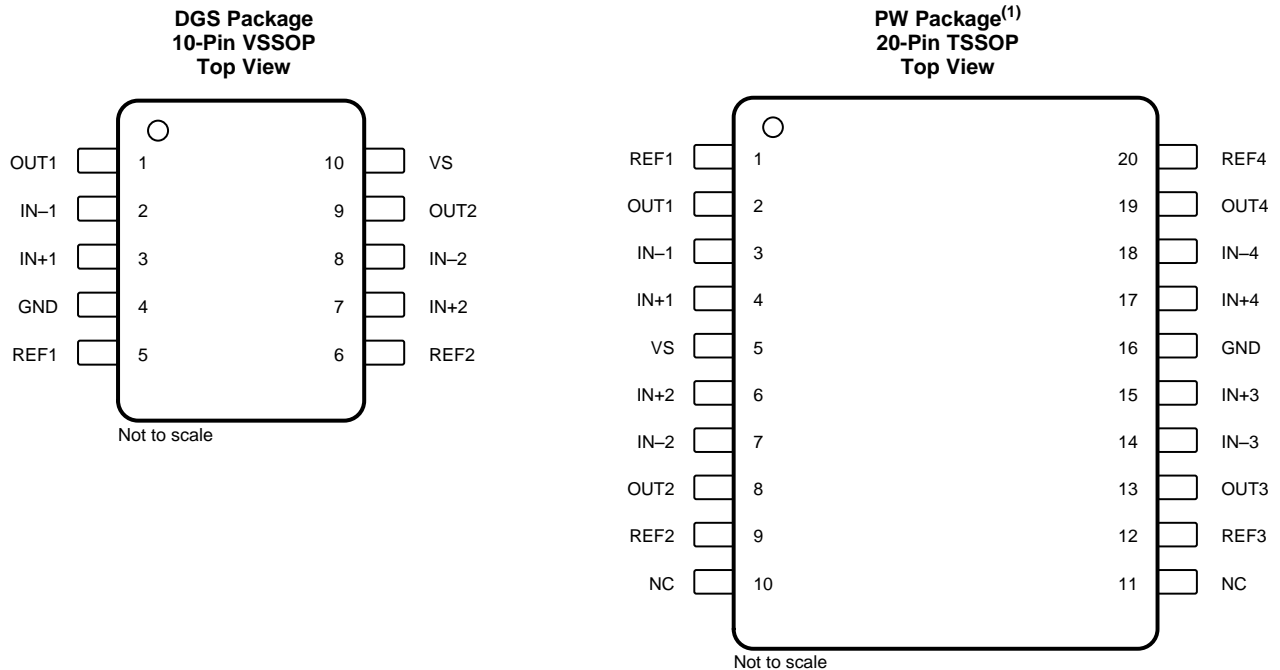 DGS Package
10-Pin VSSOP
Top View
OUT1 1 10 VS
IN–1 2 9 OUT2
IN+1 3 8 IN–2
GND 4 7 IN+2
REF1 5 6 REF2
Not to scale
PW Package(1)
20-Pin TSSOP
Top View
REF1 1 20 REF4
OUT1 2 19 OUT4
IN–1 3 18 IN–4
IN+1 4 17 IN+4
VS 5 16 GND
IN+2 6 15 IN+3
IN–2 7 14 IN–3
OUT2 8 13 OUT3
REF2 9 12 REF3
NC 10 11 NC
Not to scale